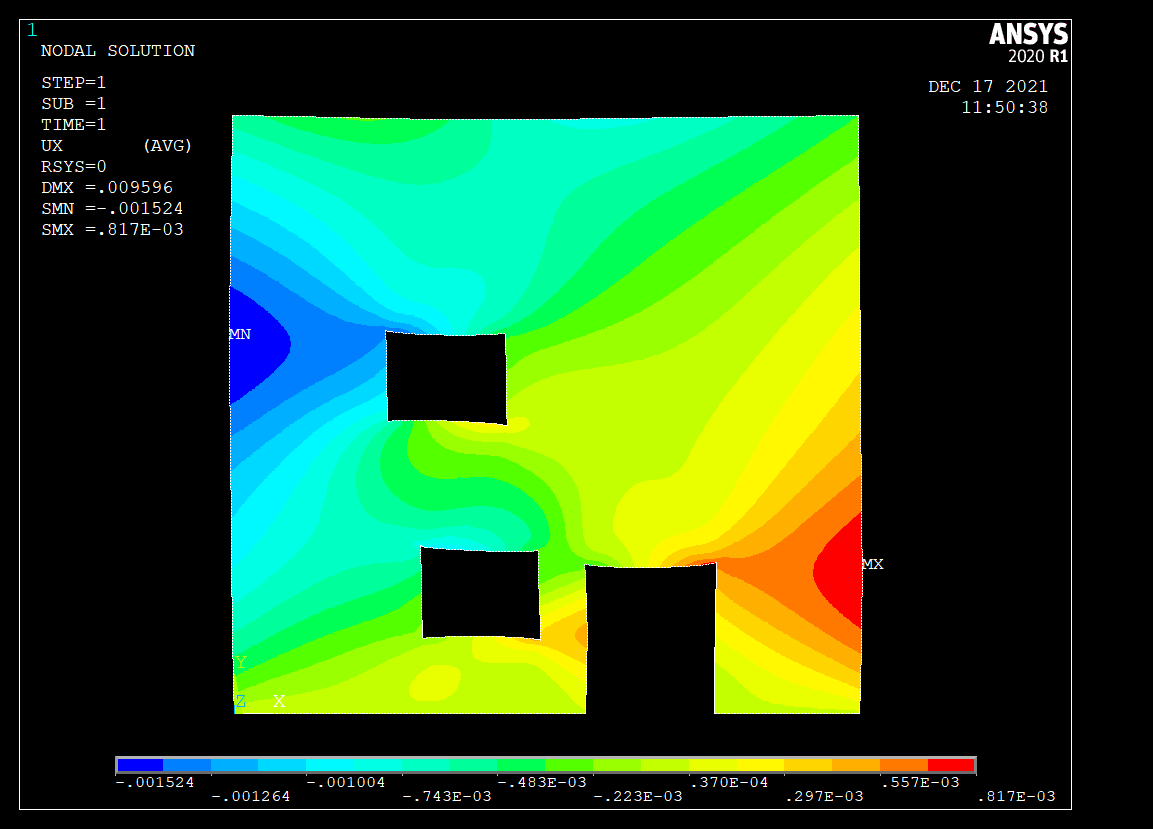 1
ANSYS
2020 R1
NODAL SOLUTION
DEC 17 2021
11:50:38
STEP=1
SUB =1
TIME=1
UX (AVG)
RSYS=0
DMX =.009596
SMN =-.001524
SMX =.817E-03
MN
MX
Y
Z X
-.001524 -.001004 -.483E-03 .370E-04 .557E-03
-.001264 -.743E-03 -.223E-03 .297E-03 .817E-03